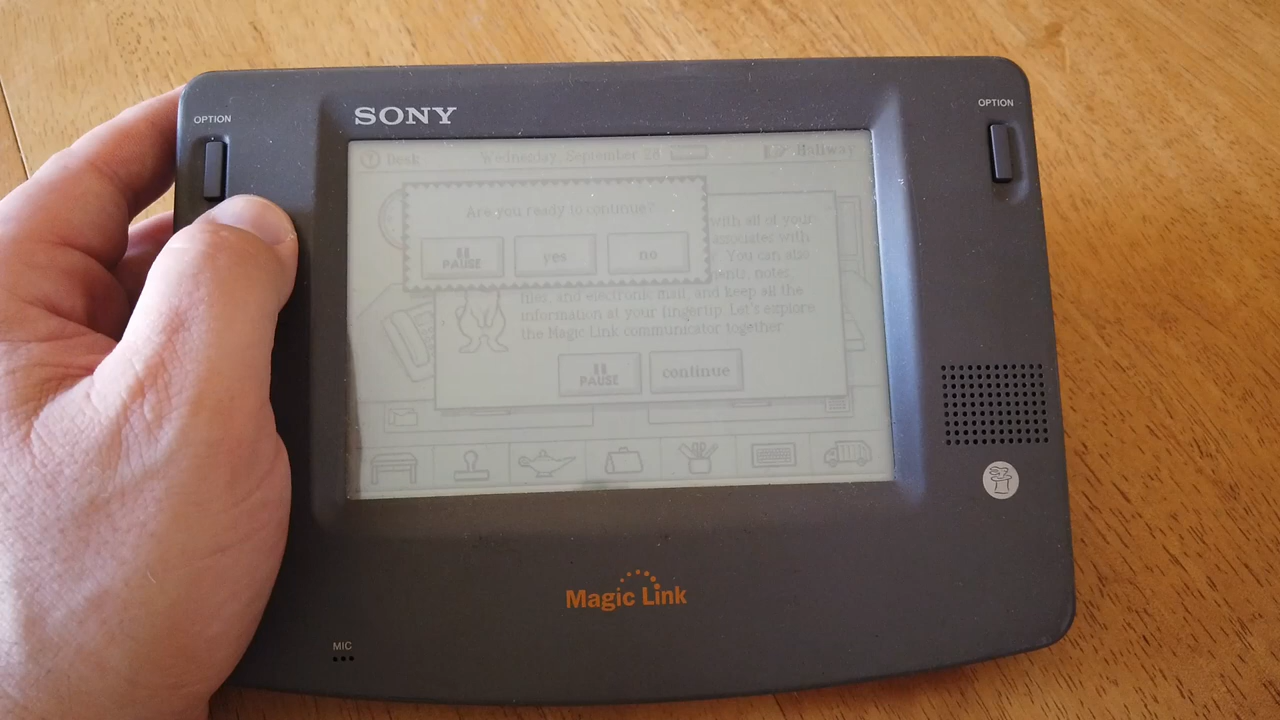 OPTION
OPTION
SONY
Desk
Wednesday, September 28
Hallway
Are you ready to continue?
PAUSE
yes
no
with all of your
associates with
You can also
notes,
files, and electronic mail, and keep all the
information at your fingertip. Let's explore
the Magic Link communicator together.
PAUSE
continue
Magic Link
MIC